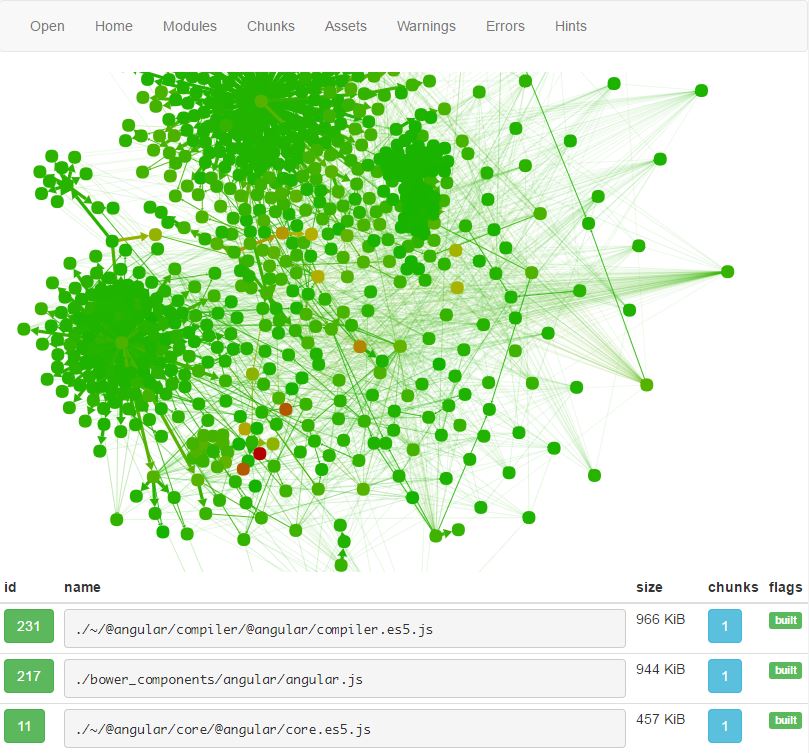 Open Home Modules Chunks Assets Warnings Errors Hints
id name size chunks flags
231 ./~/@angular/compiler/@angular/compiler.es5.js 966 KiB 1 built
217 ./bower_components/angular/angular.js 944 KiB 1 built
11 ./~/@angular/core/@angular/core.es5.js 457 KiB 1 built